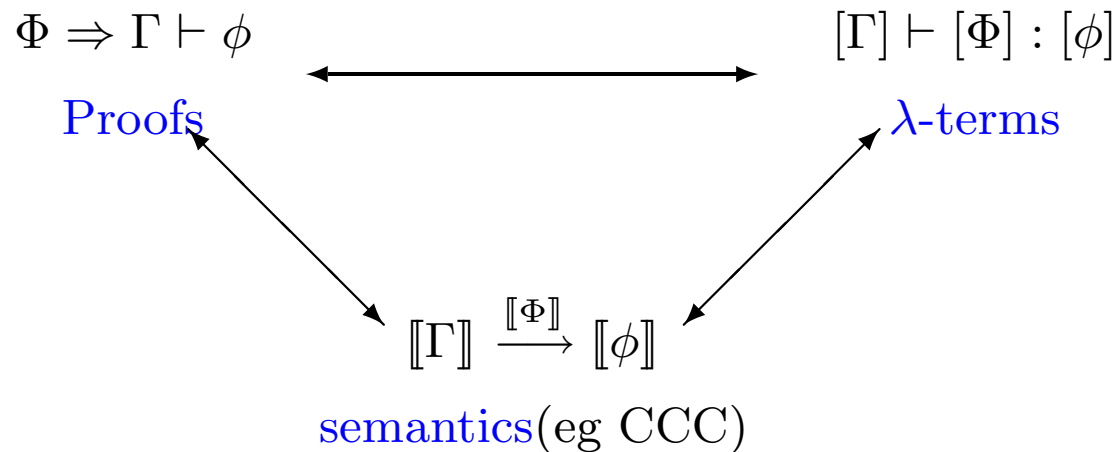 Φ ⇒ Γ ⊢ ϕ
[Γ] ⊢ [Φ] : [ϕ]
Proofs
λ-terms
⟦Φ⟧
⟦Γ⟧ ⟶ ⟦ϕ⟧
semantics(eg CCC)